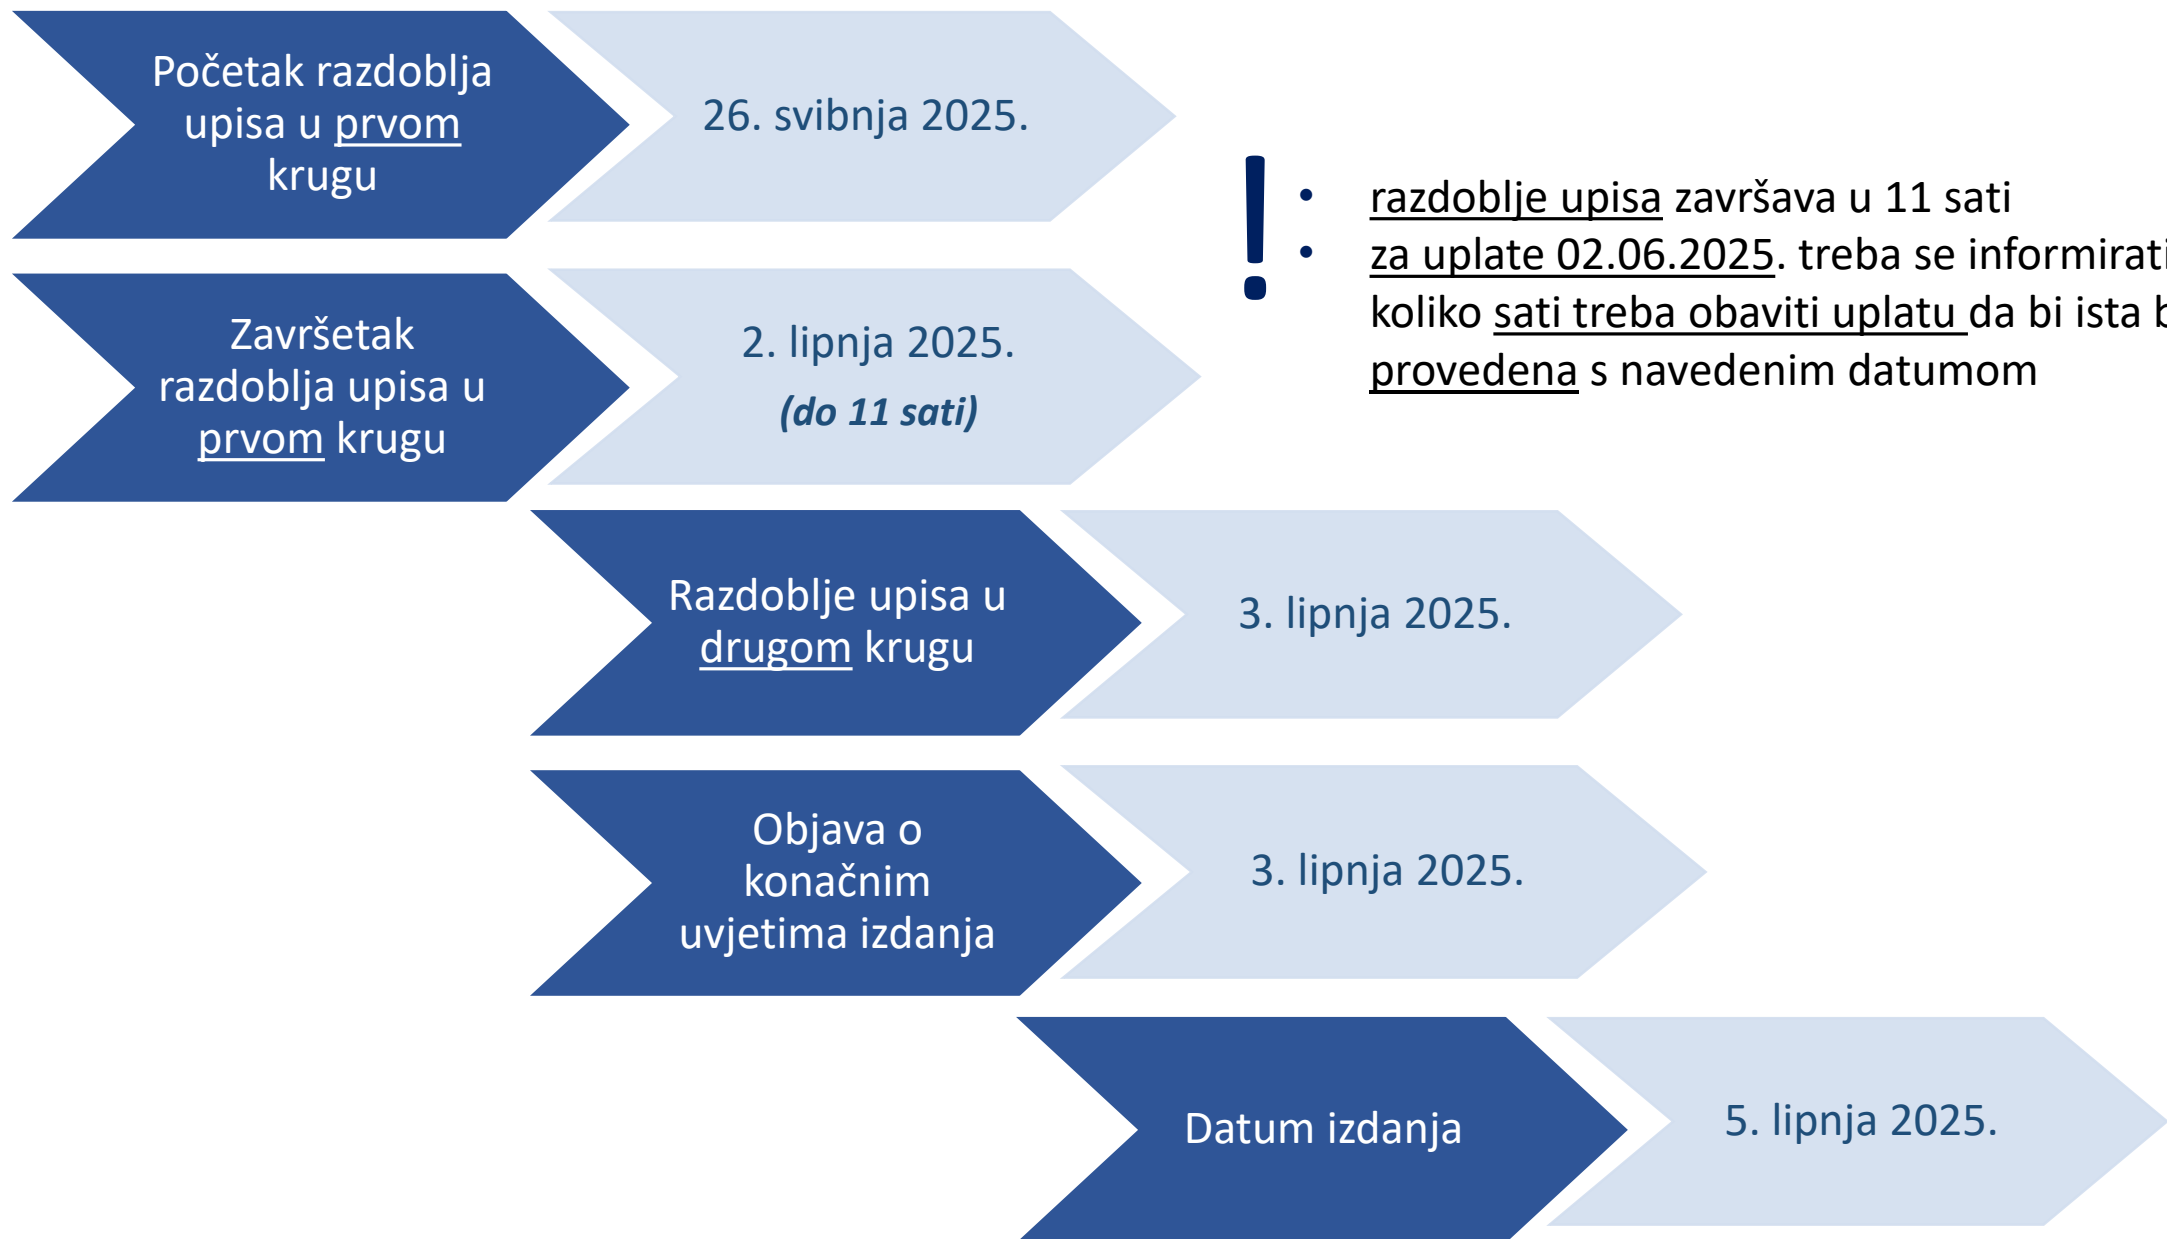 Početak razdoblja
upisa u prvom
krugu
26. svibnja 2025.
• razdoblje upisa završava u 11 sati
• za uplate 02.06.2025. treba se informirati
koliko sati treba obaviti uplatu da bi ista
provedena s navedenim datumom
!
Završetak
razdoblja upisa u
prvom krugu
2. lipnja 2025.
(do 11 sati)
Razdoblje upisa u
drugom krugu
3. lipnja 2025.
Objava o
konačnim
uvjetima izdanja
3. lipnja 2025.
Datum izdanja
5. lipnja 2025.